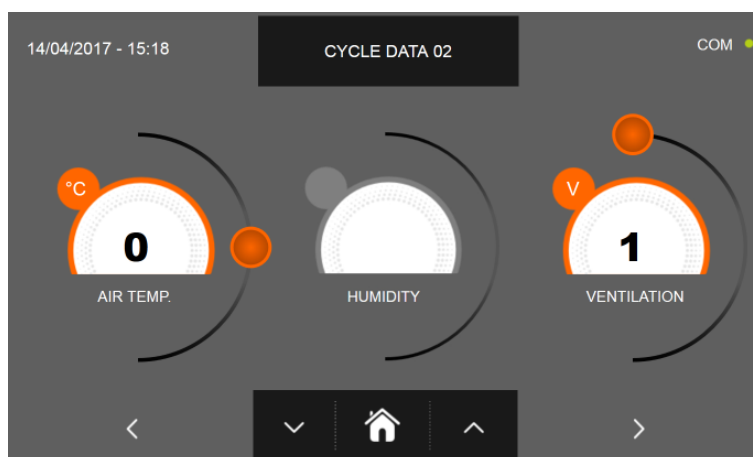 14/04/2017 - 15:18
CYCLE DATA 02
COM
°C
V
0
1
AIR TEMP.
HUMIDITY
VENTILATION